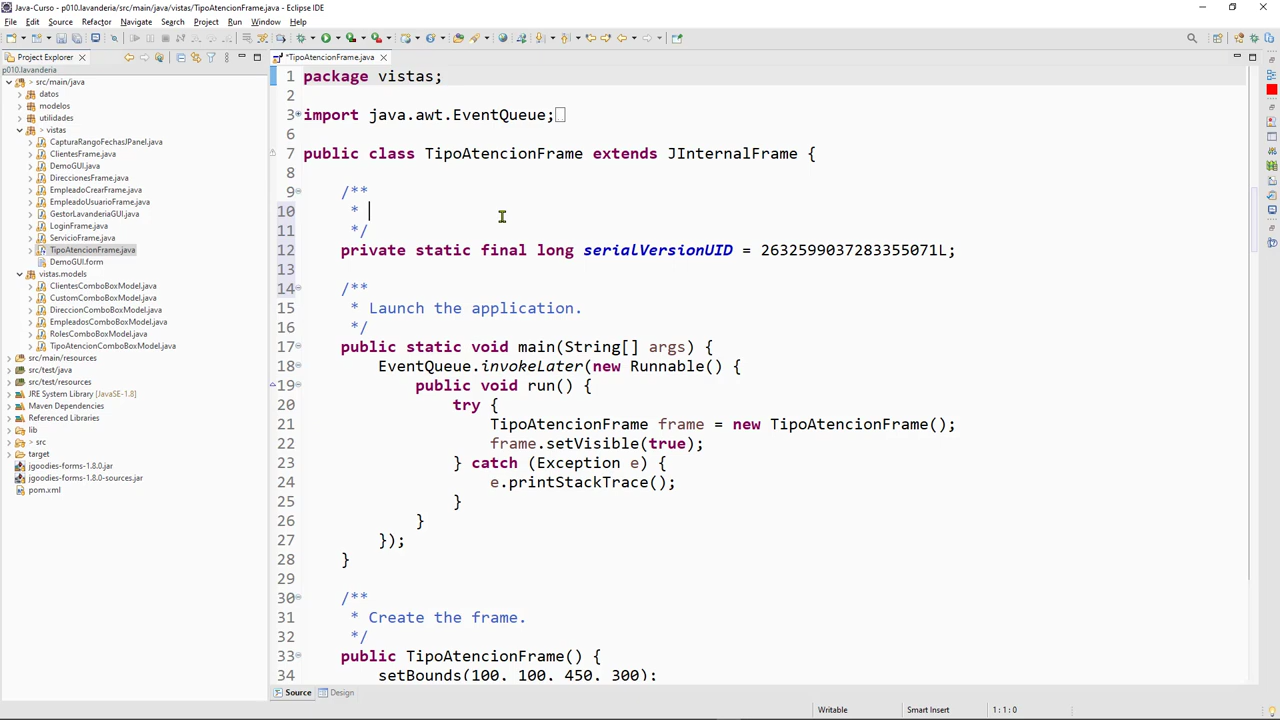 Java-Curso - p010.lavanderia/src/main/java/vistas/TipoAtencionFrame.java - Eclipse IDE
File Edit Source Refactor Navigate Search Project Run Window Help
Project Explorer
*TipoAtencionFrame.java
p010.lavanderia
src/main/java
datos
modelos
utilidades
vistas
CapturaRangoFechasJPanel.java
ClientesFrame.java
DemoGUI.java
DireccionesFrame.java
EmpleadoCrearFrame.java
EmpleadoUsuarioFrame.java
GestorLavanderiaGUI.java
LoginFrame.java
ServicioFrame.java
TipoAtencionFrame.java
DemoGUI.form
vistas.models
ClientesComboBoxModel.java
CustomComboBoxModel.java
DireccionComboBoxModel.java
EmpleadosComboBoxModel.java
RolesComboBoxModel.java
TipoAtencionComboBoxModel.java
src/main/resources
src/test/java
src/test/resources
JRE System Library [JavaSE-1.8]
Maven Dependencies
Referenced Libraries
lib
src
target
jgoodies-forms-1.8.0.jar
jgoodies-forms-1.8.0-sources.jar
pom.xml
1 package vistas;
2
3 import java.awt.EventQueue;
6
7 public class TipoAtencionFrame extends JInternalFrame {
8
9 /**
10 *
11 */
12 private static final long serialVersionUID = 2632599037283355071L;
13
14 /**
15 * Launch the application.
16 */
17 public static void main(String[] args) {
18 EventQueue.invokeLater(new Runnable() {
19 public void run() {
20 try {
21 TipoAtencionFrame frame = new TipoAtencionFrame();
22 frame.setVisible(true);
23 } catch (Exception e) {
24 e.printStackTrace();
25 }
26 }
27 });
28 }
29
30 /**
31 * Create the frame.
32 */
33 public TipoAtencionFrame() {
34 setBounds(100, 100, 450, 300);
Source Design
Writable Smart Insert 1 : 1 : 0